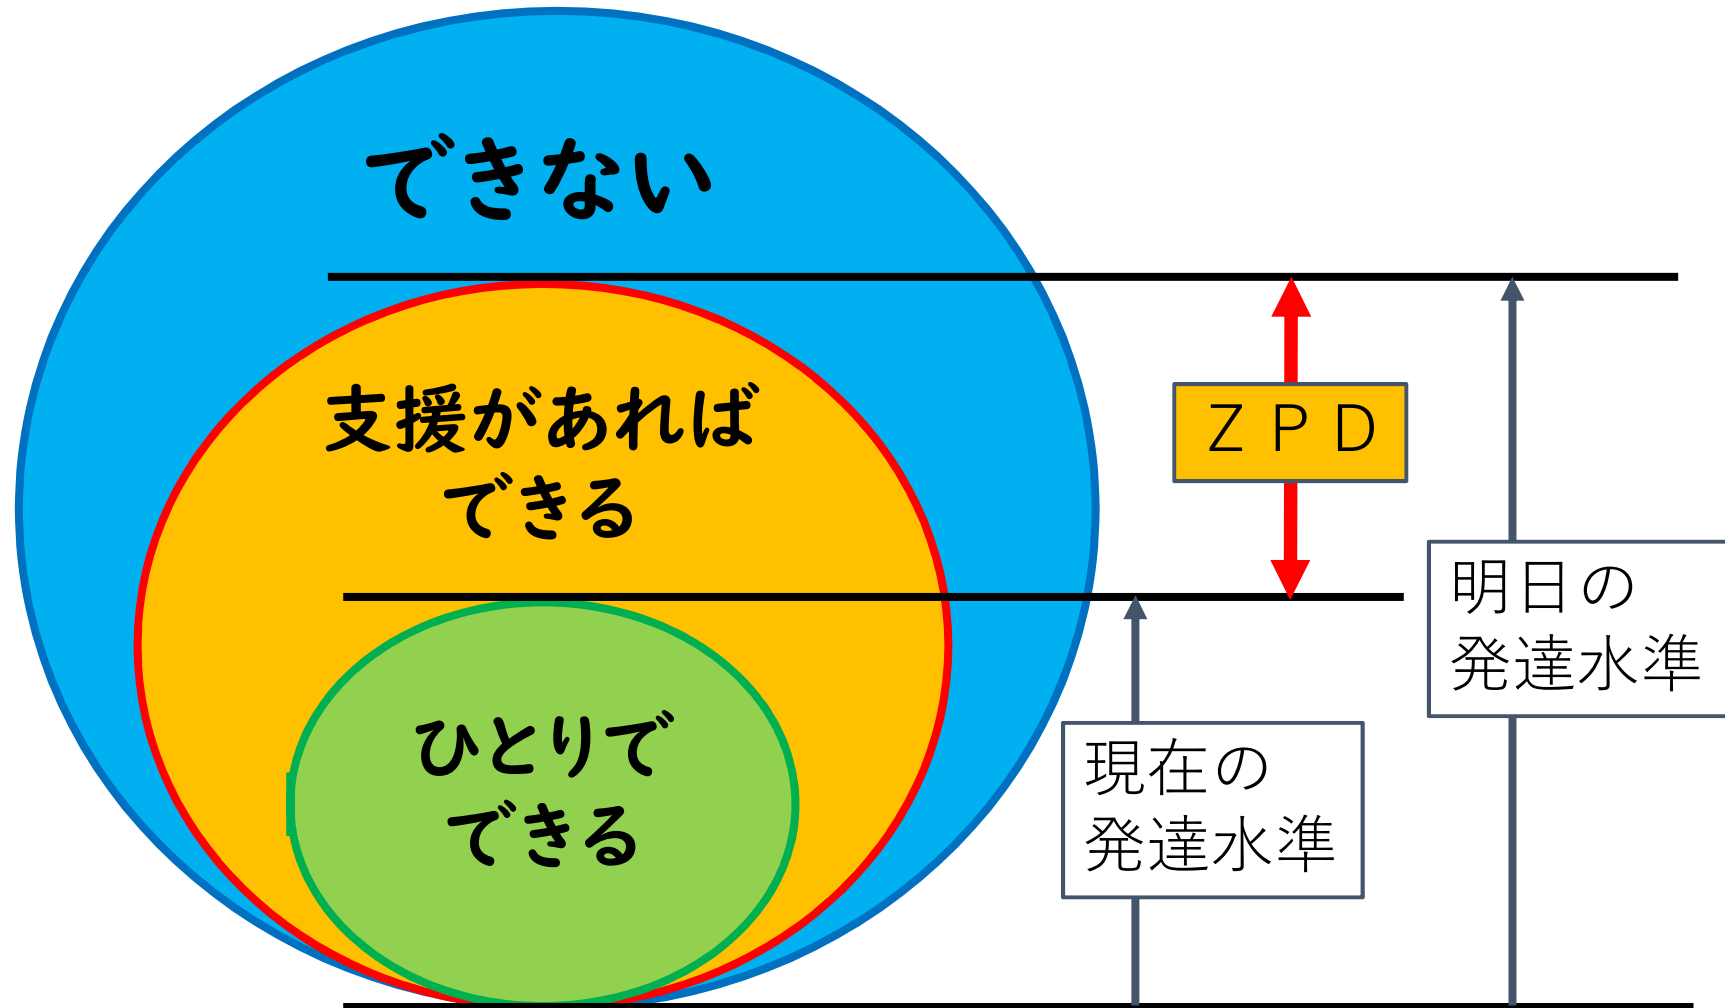 できない
支援があれば
できる
ＺＰＤ
明日の
発達水準
ひとりで
できる
現在の
発達水準